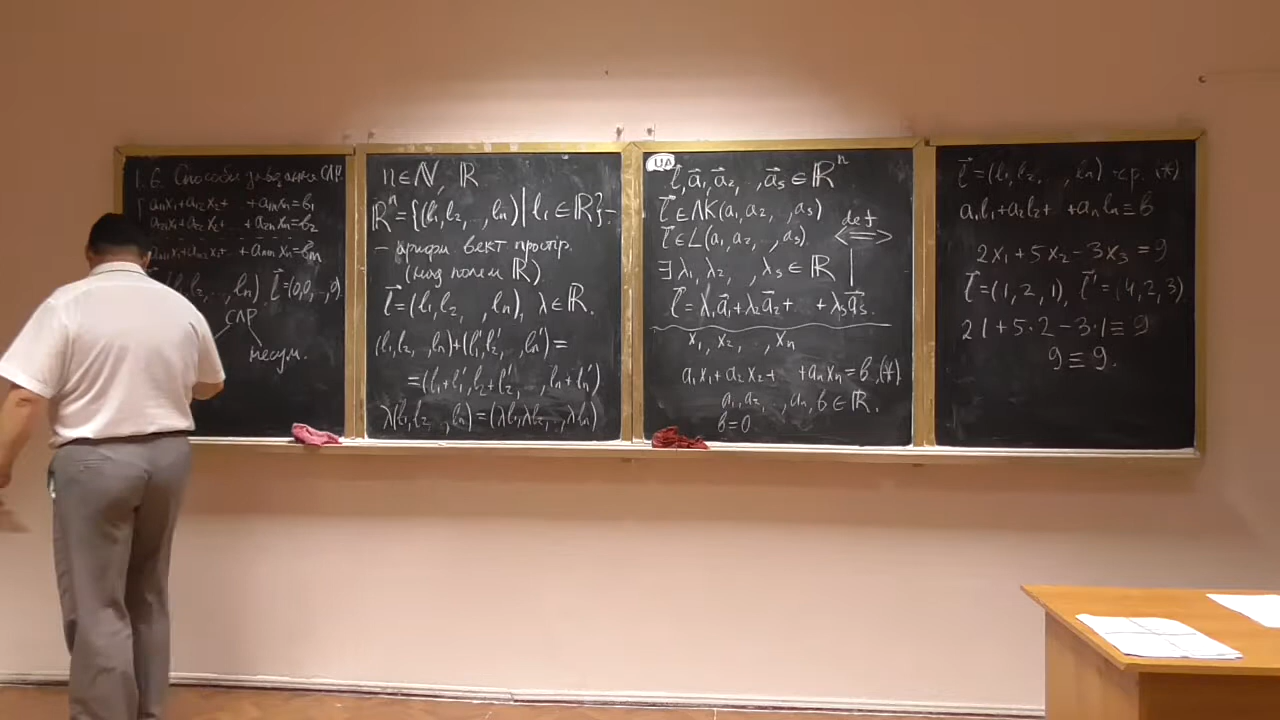 1.6. Способи завдання СЛР.
a₁₁x₁+a₁₂x₂+ +a₁ₙxₙ=b₁
a₂₁x₁+a₂₂x₂+ +a₂ₙxₙ=b₂
+aₘₙxₙ=bₘ
l₂,..,lₙ). l⃗=(0,0,..,0)
СЛР
несум.
n∈ℕ, ℝ.
ℝⁿ={(l₁,l₂, ,lₙ)|lᵢ∈ℝ}–
– арифм вект простір.
(над полем ℝ).
l⃗=(l₁,l₂, ,lₙ), λ∈ℝ.
(l₁,l₂, ,lₙ)+(l₁',l₂', ,lₙ')=
=(l₁+l₁',l₂+l₂', ,lₙ+lₙ')
λ(l₁,l₂, ,lₙ)=(λl₁,λl₂,..,λlₙ)
UA
l⃗,a⃗₁,a⃗₂, ,a⃗ₛ∈ℝⁿ
l⃗∈ΛK(a₁,a₂, ,aₛ)
l⃗∈L(a₁,a₂, ,aₛ). def ⟺
∃λ₁,λ₂, ,λₛ∈ℝ |
l⃗=λ₁a⃗₁+λ₂a⃗₂+ +λₛa⃗ₛ.
x₁,x₂, ,xₙ
a₁x₁+a₂x₂+ +aₙxₙ=b,(*)
a₁,a₂, ,aₙ,b∈ℝ.
b=0.
l⃗=(l₁,l₂, ,lₙ) –ср. (*)
a₁l₁+a₂l₂+ +aₙlₙ≡b
2x₁+5x₂–3x₃=9
l⃗=(1,2,1), l⃗'=(4,2,3)
2·1+5·2–3·1≡9
9≡9.